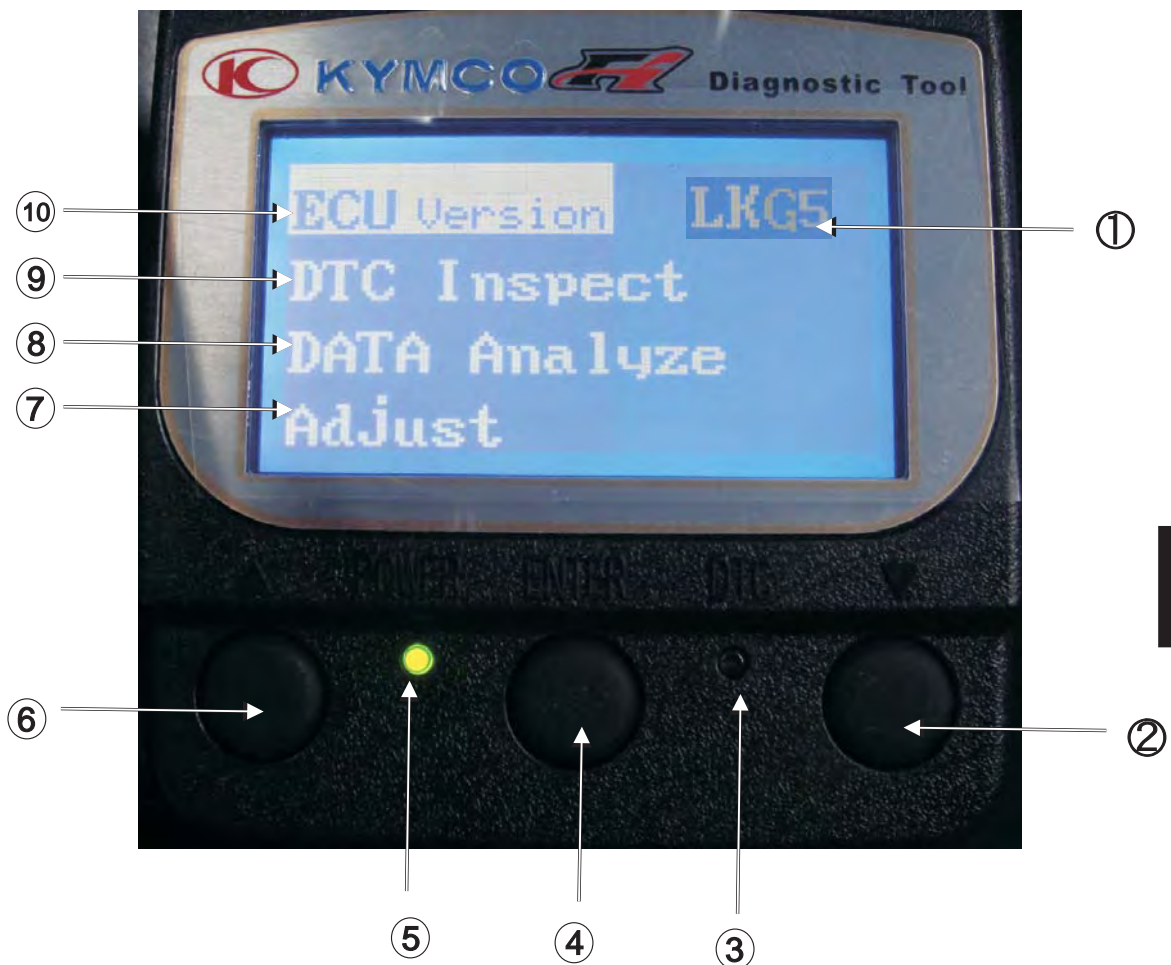 KYMCO Fi Diagnostic Tool
ECU Version LKG5
DTC Inspect
DATA Analyze
Adjust
POWER ENTER DTC ▼
⑩
⑨
⑧
⑦
⑥
⑤
④
③
②
①